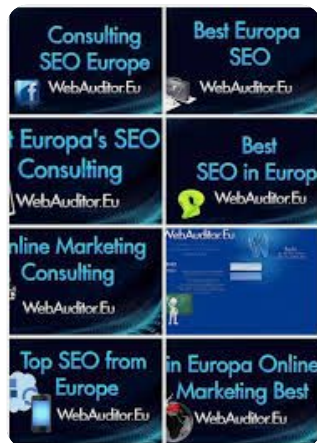 Consulting
SEO Europe
WebAuditor.Eu
Best Europa
SEO
WebAuditor.Eu
t Europa's SEO
Consulting
WebAuditor.Eu
Best
SEO in Europ
WebAuditor.Eu
nline Marketing
Consulting
WebAuditor.Eu
WebAuditor.Eu
Top SEO from
Europe
WebAuditor.Eu
in Europa Online
Marketing Best
WebAuditor.Eu